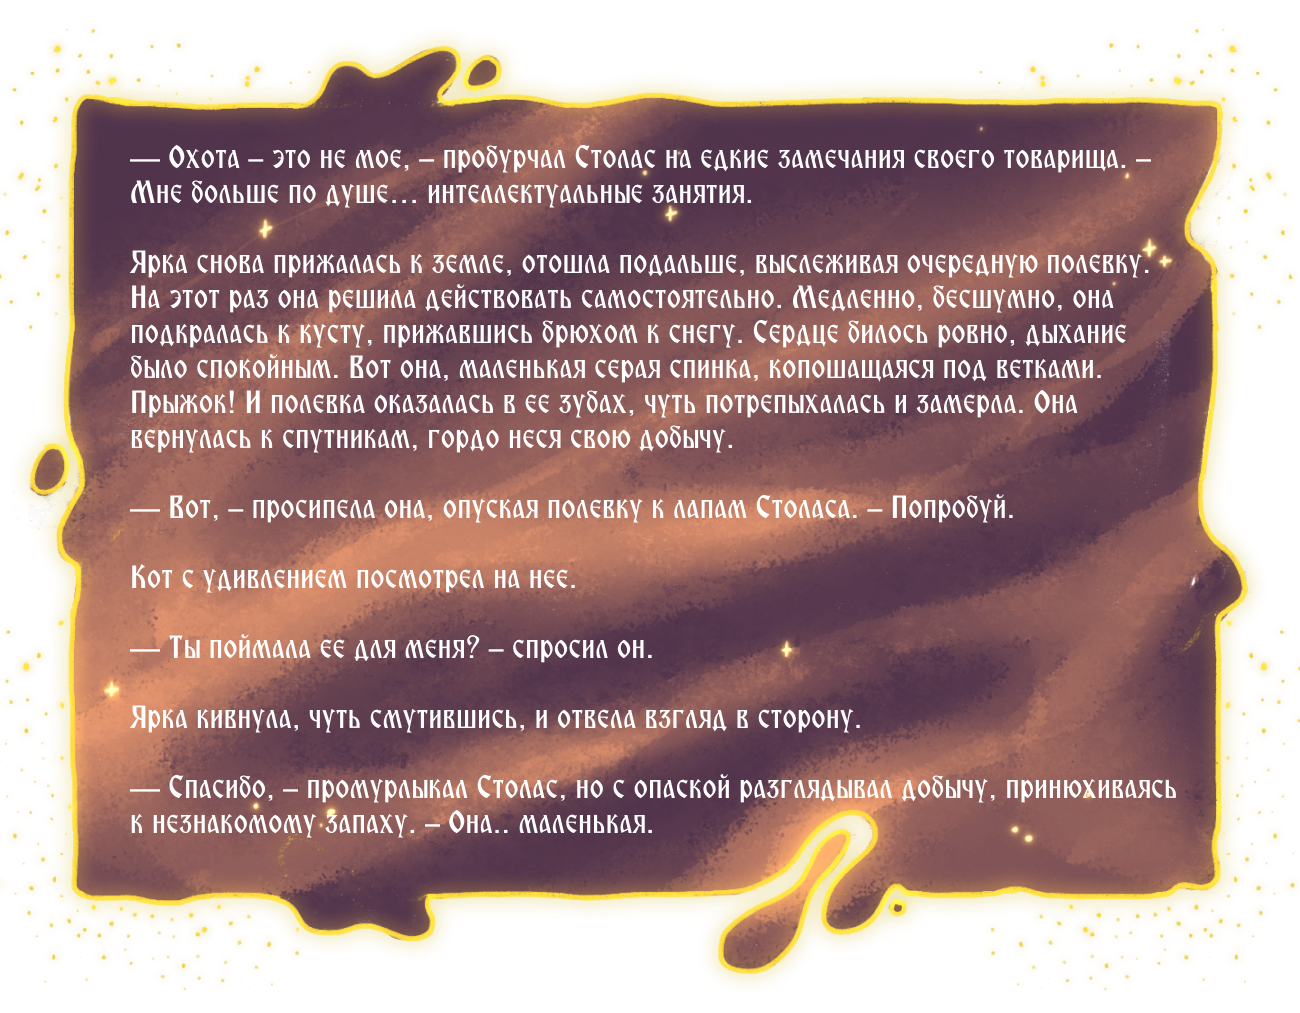 — Охота – это не мое, – пробурчал Столас на едкие замечания своего товарища. –
Мне больше по душе... интеллектуальные занятия.
Ярка снова прижалась к земле, отошла подальше, выслеживая очередную полевку.
На этот раз она решила действовать самостоятельно. Медленно, бесшумно, она
подкралась к кусту, прижавшись брюхом к снегу. Сердце билось ровно, дыхание
было спокойным. Вот она, маленькая серая спинка, копошащаяся под ветками.
Прыжок! И полевка оказалась в ее зубах, чуть потрепыхалась и замерла. Она
вернулась к спутникам, гордо неся свою добычу.
— Вот, – просипела она, опуская полевку к лапам Столаса. – Попробуй.
Кот с удивлением посмотрел на нее.
— Ты поймала ее для меня? – спросил он.
Ярка кивнула, чуть смутившись, и отвела взгляд в сторону.
— Спасибо, – промурлыкал Столас, но с опаской разглядывал добычу, принюхиваясь
к незнакомому запаху. – Она.. маленькая.